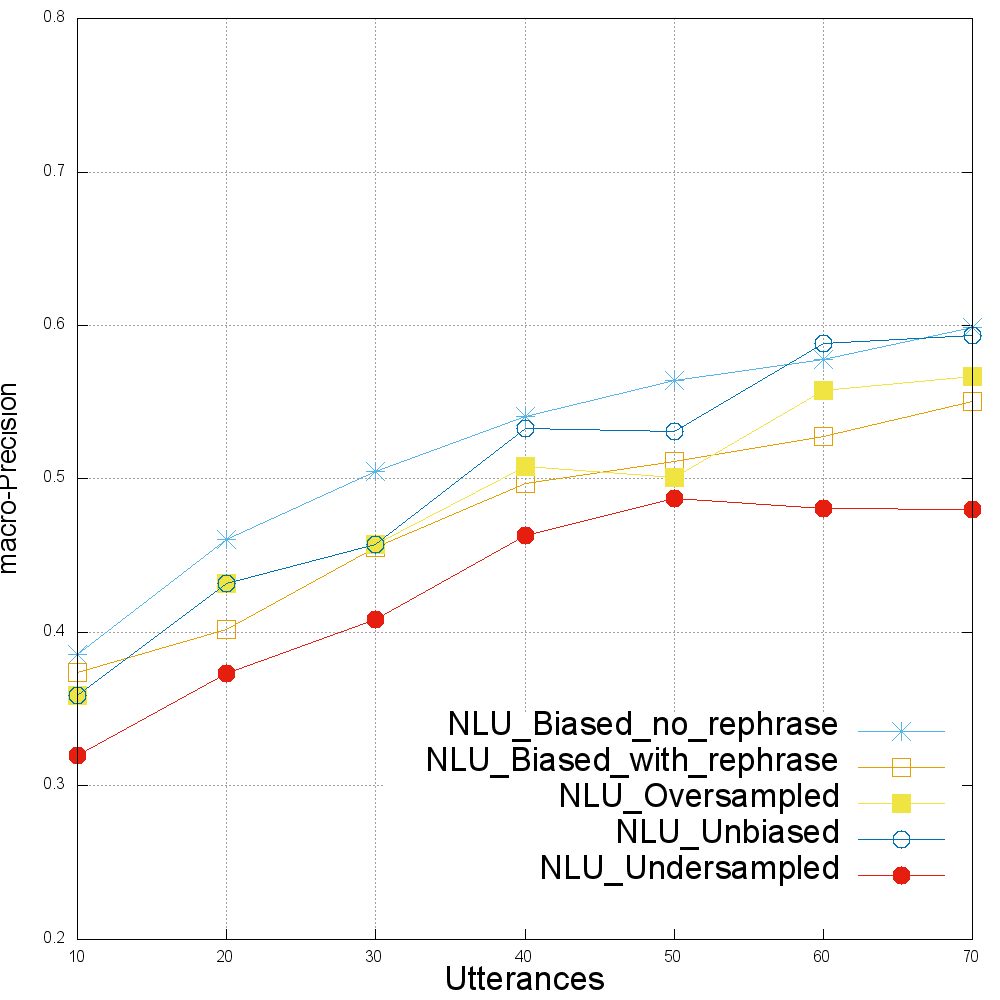 0.8
0.7
0.6
0.5
0.4
0.3
0.2
macro-Precision
NLU_Biased_no_rephrase
NLU_Biased_with_rephrase
NLU_Oversampled
NLU_Unbiased
NLU_Undersampled
10 20 30 40 50 60 70
Utterances